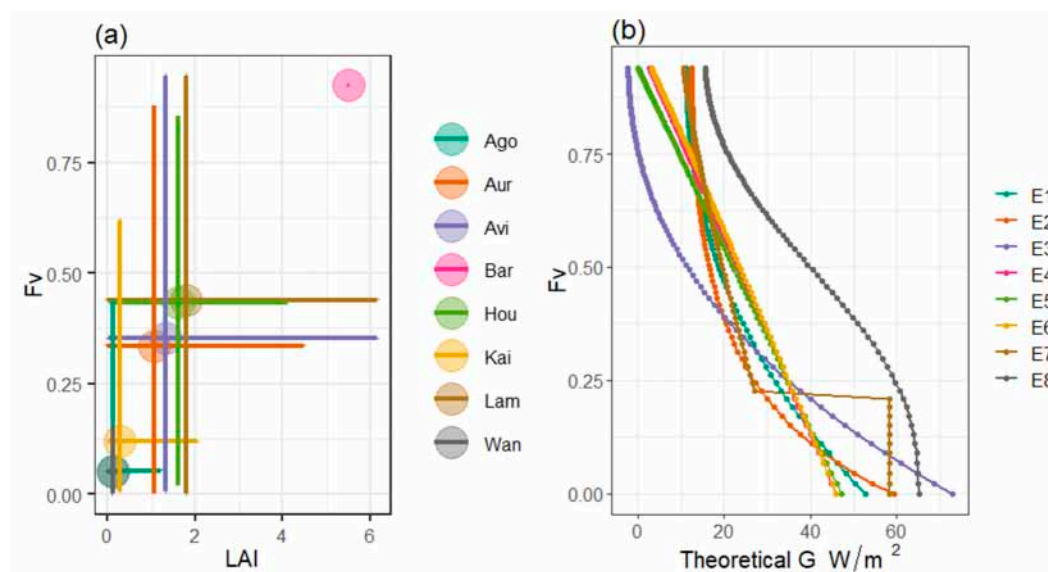 (a)
Fv
0.75
0.50
0.25
0.00
0 2 4 6
LAI
Ago
Aur
Avi
Bar
Hou
Kai
Lam
Wan
(b)
Fv
0.75
0.50
0.25
0.00
0 20 40 60
Theoretical G W/m²
E1
E2
E3
E4
E5
E6
E7
E8